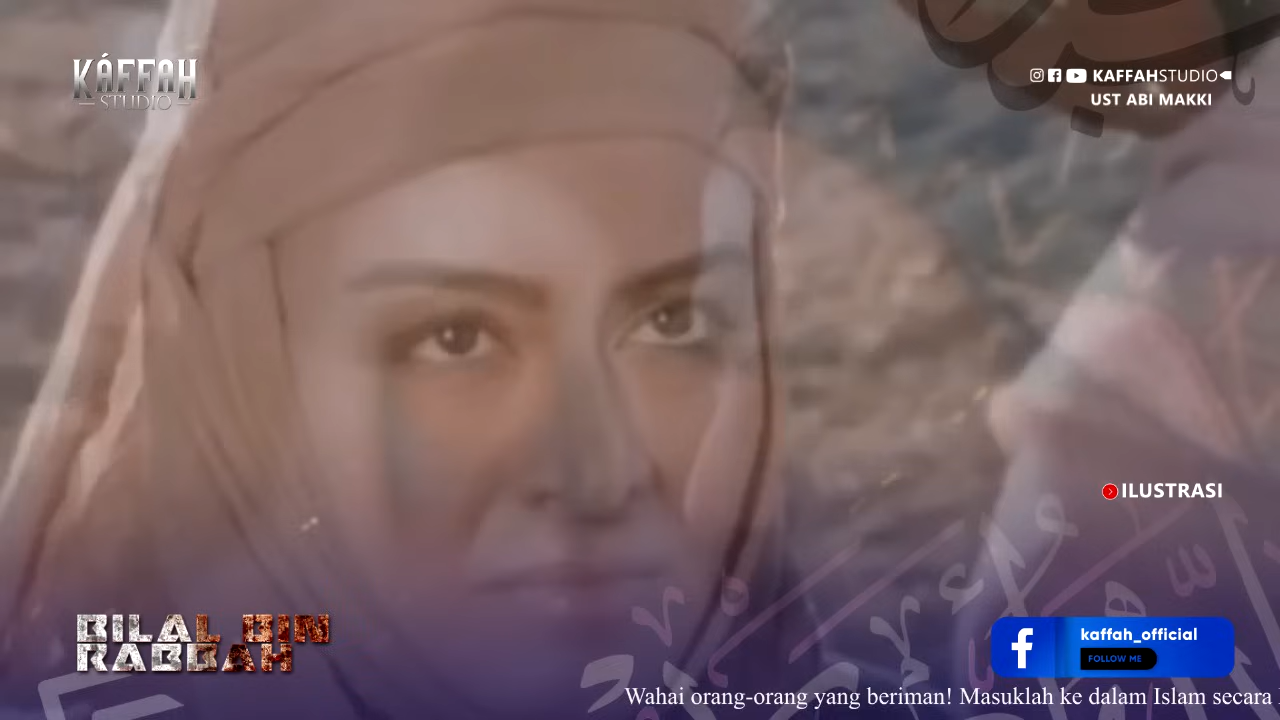 KÁFFAH
STUDIO
KAFFAHSTUDIO
UST ABI MAKKI
ILUSTRASI
BILAL BIN
RABBAH
kaffah_official
FOLLOW ME
Wahai orang-orang yang beriman! Masuklah ke dalam Islam secara